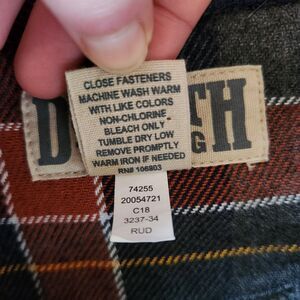 CLOSE FASTENERS
MACHINE WASH WARM
WITH LIKE COLORS
NON-CHLORINE
BLEACH ONLY
TUMBLE DRY LOW
REMOVE PROMPTLY
WARM IRON IF NEEDED
RN# 106803
D TH
G
74255
20054721
C18
3237-34
RUD